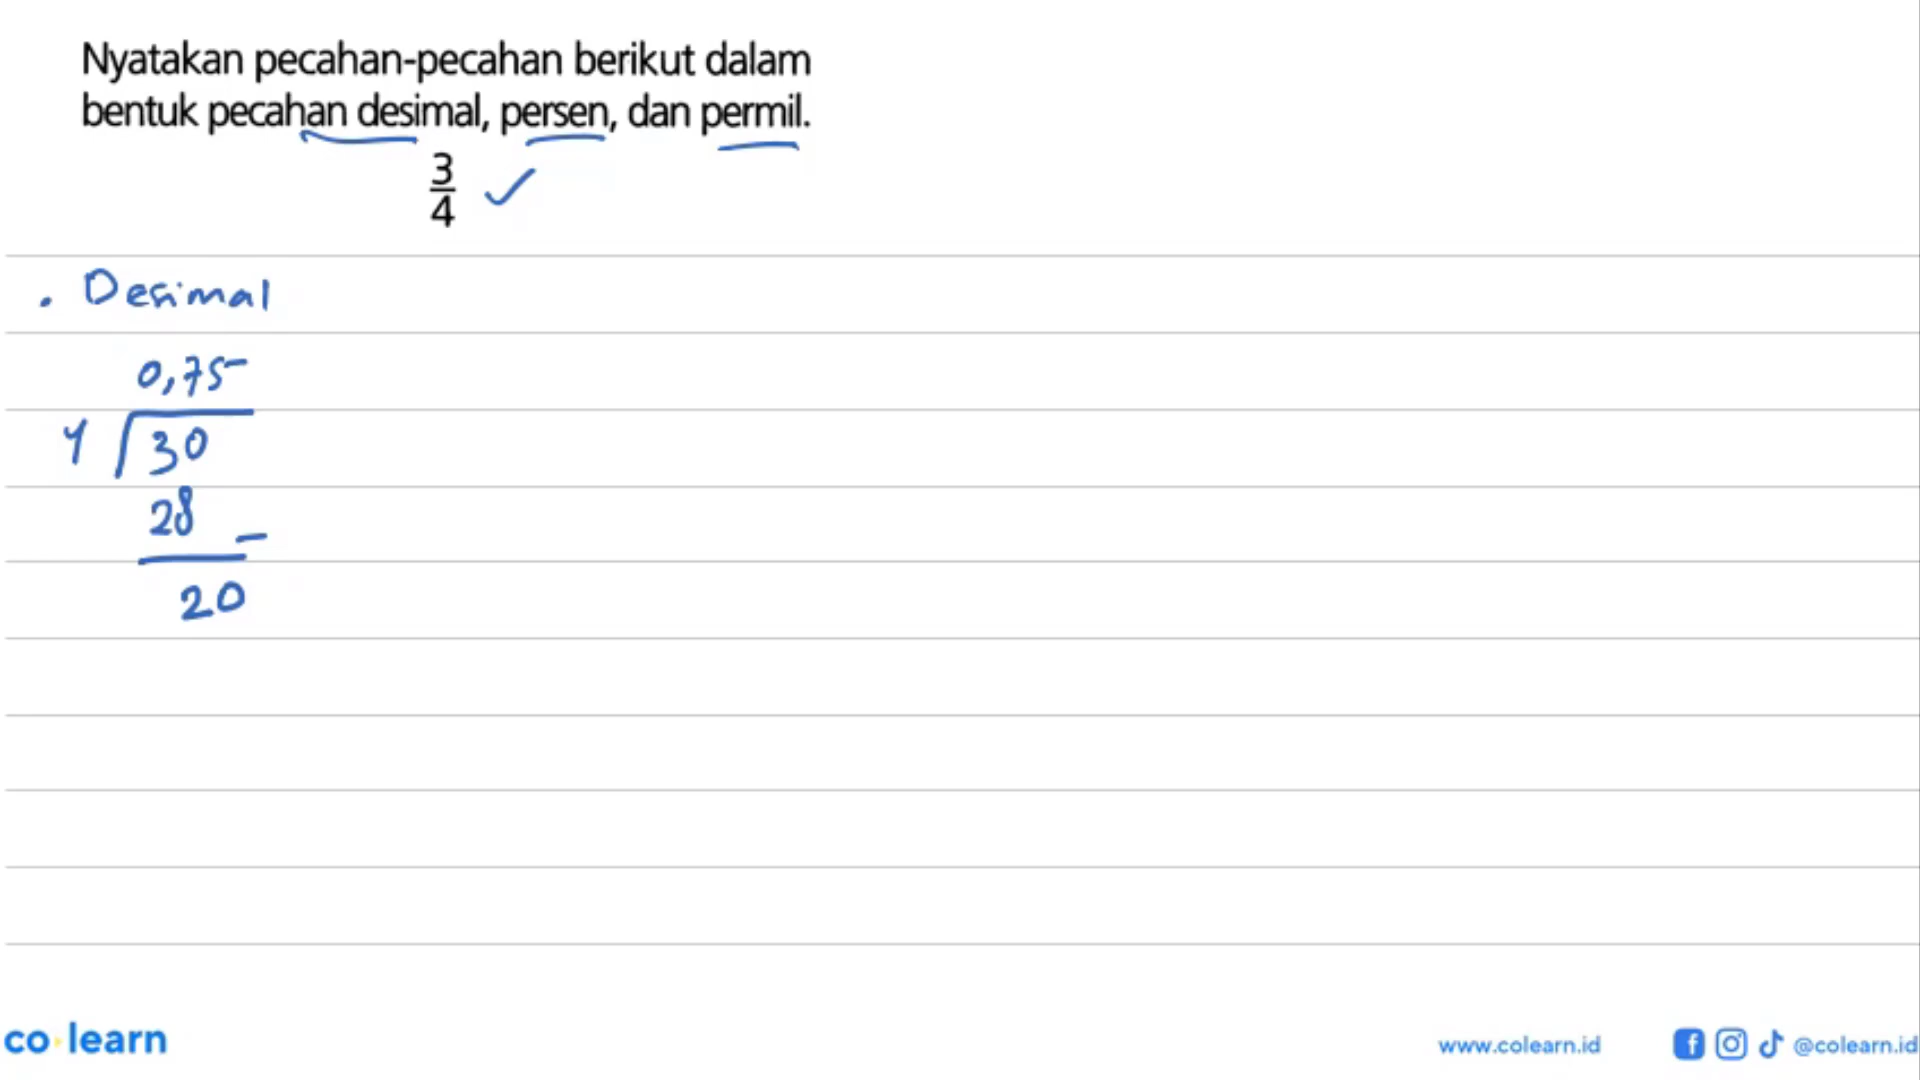 Nyatakan pecahan-pecahan berikut dalam
bentuk pecahan desimal, persen, dan permil.
3
4
. Desimal
0,75
4 30
28 -
20
co learn
www.colearn.id @colearn.id